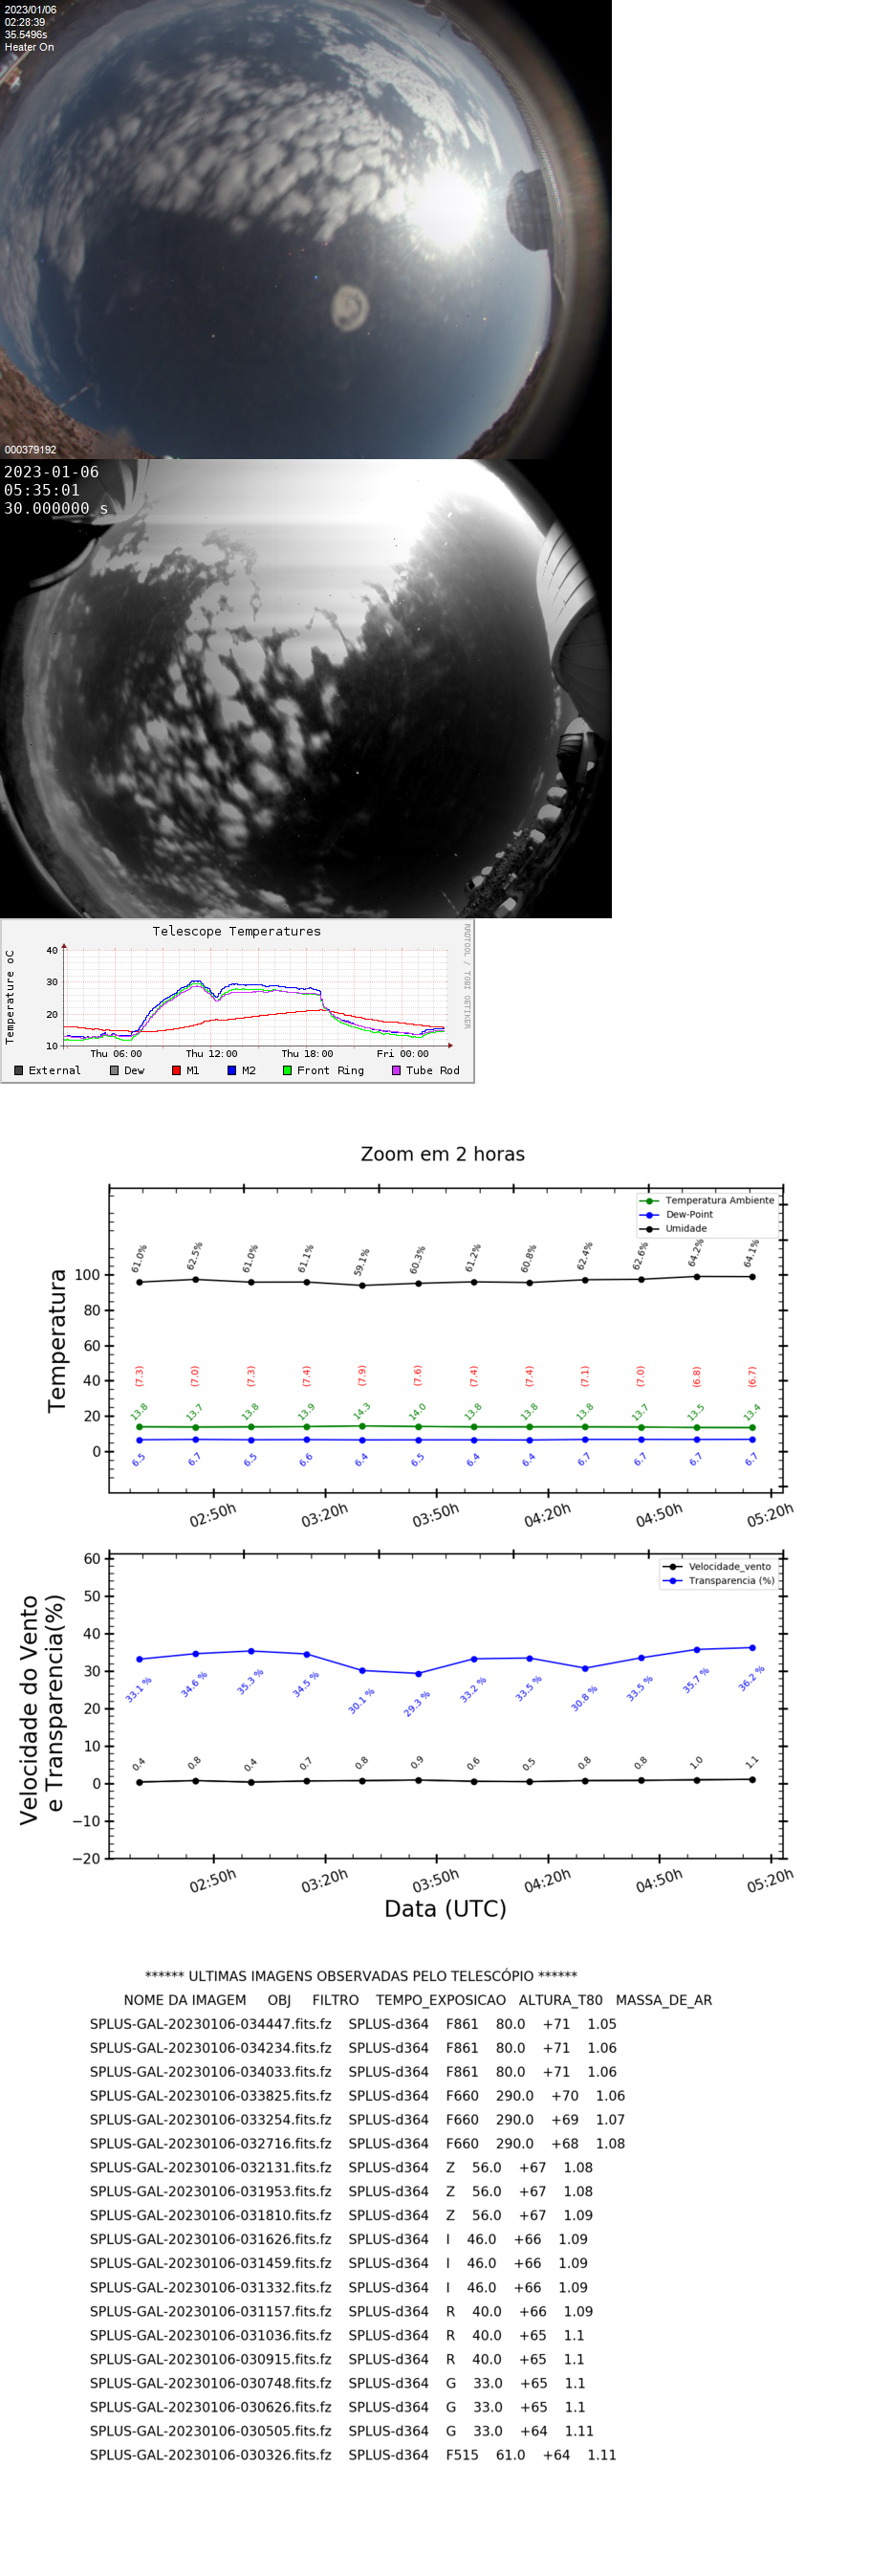 2023/01/06
02:28:39
35.5496s
Heater On
000379192
2023-01-06
05:35:01
30.000000 s
Telescope Temperatures
RRDTOOL / TOBI OETIKER
Temperature oC
40
30
20
10
Thu 06:00 Thu 12:00 Thu 18:00 Fri 00:00
External Dew M1 M2 Front Ring Tube Rod
Zoom em 2 horas
Temperatura Ambiente
Dew-Point
Umidade
Temperatura
100
80
60
40
20
0
61.0% 62.5% 61.0% 61.1% 59.1% 60.3% 61.2% 60.8% 62.4% 62.6% 64.2% 64.1%
(7.3) (7.0) (7.3) (7.4) (7.9) (7.6) (7.4) (7.4) (7.1) (7.0) (6.8) (6.7)
13.8 13.7 13.8 13.9 14.3 14.0 13.8 13.8 13.8 13.7 13.5 13.4
6.5 6.7 6.5 6.6 6.4 6.5 6.4 6.4 6.7 6.7 6.7 6.7
02:50h 03:20h 03:50h 04:20h 04:50h 05:20h
Velocidade_vento
Transparencia (%)
Velocidade do Vento
e Transparencia(%)
60
50
40
30
20
10
0
−10
−20
33.1 % 34.6 % 35.3 % 34.5 % 30.1 % 29.3 % 33.2 % 33.5 % 30.8 % 33.5 % 35.7 % 36.2 %
0.4 0.8 0.4 0.7 0.8 0.9 0.6 0.5 0.8 0.8 1.0 1.1
02:50h 03:20h 03:50h 04:20h 04:50h 05:20h
Data (UTC)
****** ULTIMAS IMAGENS OBSERVADAS PELO TELESCÓPIO ******
NOME DA IMAGEM OBJ FILTRO TEMPO_EXPOSICAO ALTURA_T80 MASSA_DE_AR
SPLUS-GAL-20230106-034447.fits.fz SPLUS-d364 F861 80.0 +71 1.05
SPLUS-GAL-20230106-034234.fits.fz SPLUS-d364 F861 80.0 +71 1.06
SPLUS-GAL-20230106-034033.fits.fz SPLUS-d364 F861 80.0 +71 1.06
SPLUS-GAL-20230106-033825.fits.fz SPLUS-d364 F660 290.0 +70 1.06
SPLUS-GAL-20230106-033254.fits.fz SPLUS-d364 F660 290.0 +69 1.07
SPLUS-GAL-20230106-032716.fits.fz SPLUS-d364 F660 290.0 +68 1.08
SPLUS-GAL-20230106-032131.fits.fz SPLUS-d364 Z 56.0 +67 1.08
SPLUS-GAL-20230106-031953.fits.fz SPLUS-d364 Z 56.0 +67 1.08
SPLUS-GAL-20230106-031810.fits.fz SPLUS-d364 Z 56.0 +67 1.09
SPLUS-GAL-20230106-031626.fits.fz SPLUS-d364 I 46.0 +66 1.09
SPLUS-GAL-20230106-031459.fits.fz SPLUS-d364 I 46.0 +66 1.09
SPLUS-GAL-20230106-031332.fits.fz SPLUS-d364 I 46.0 +66 1.09
SPLUS-GAL-20230106-031157.fits.fz SPLUS-d364 R 40.0 +66 1.09
SPLUS-GAL-20230106-031036.fits.fz SPLUS-d364 R 40.0 +65 1.1
SPLUS-GAL-20230106-030915.fits.fz SPLUS-d364 R 40.0 +65 1.1
SPLUS-GAL-20230106-030748.fits.fz SPLUS-d364 G 33.0 +65 1.1
SPLUS-GAL-20230106-030626.fits.fz SPLUS-d364 G 33.0 +65 1.1
SPLUS-GAL-20230106-030505.fits.fz SPLUS-d364 G 33.0 +64 1.11
SPLUS-GAL-20230106-030326.fits.fz SPLUS-d364 F515 61.0 +64 1.11